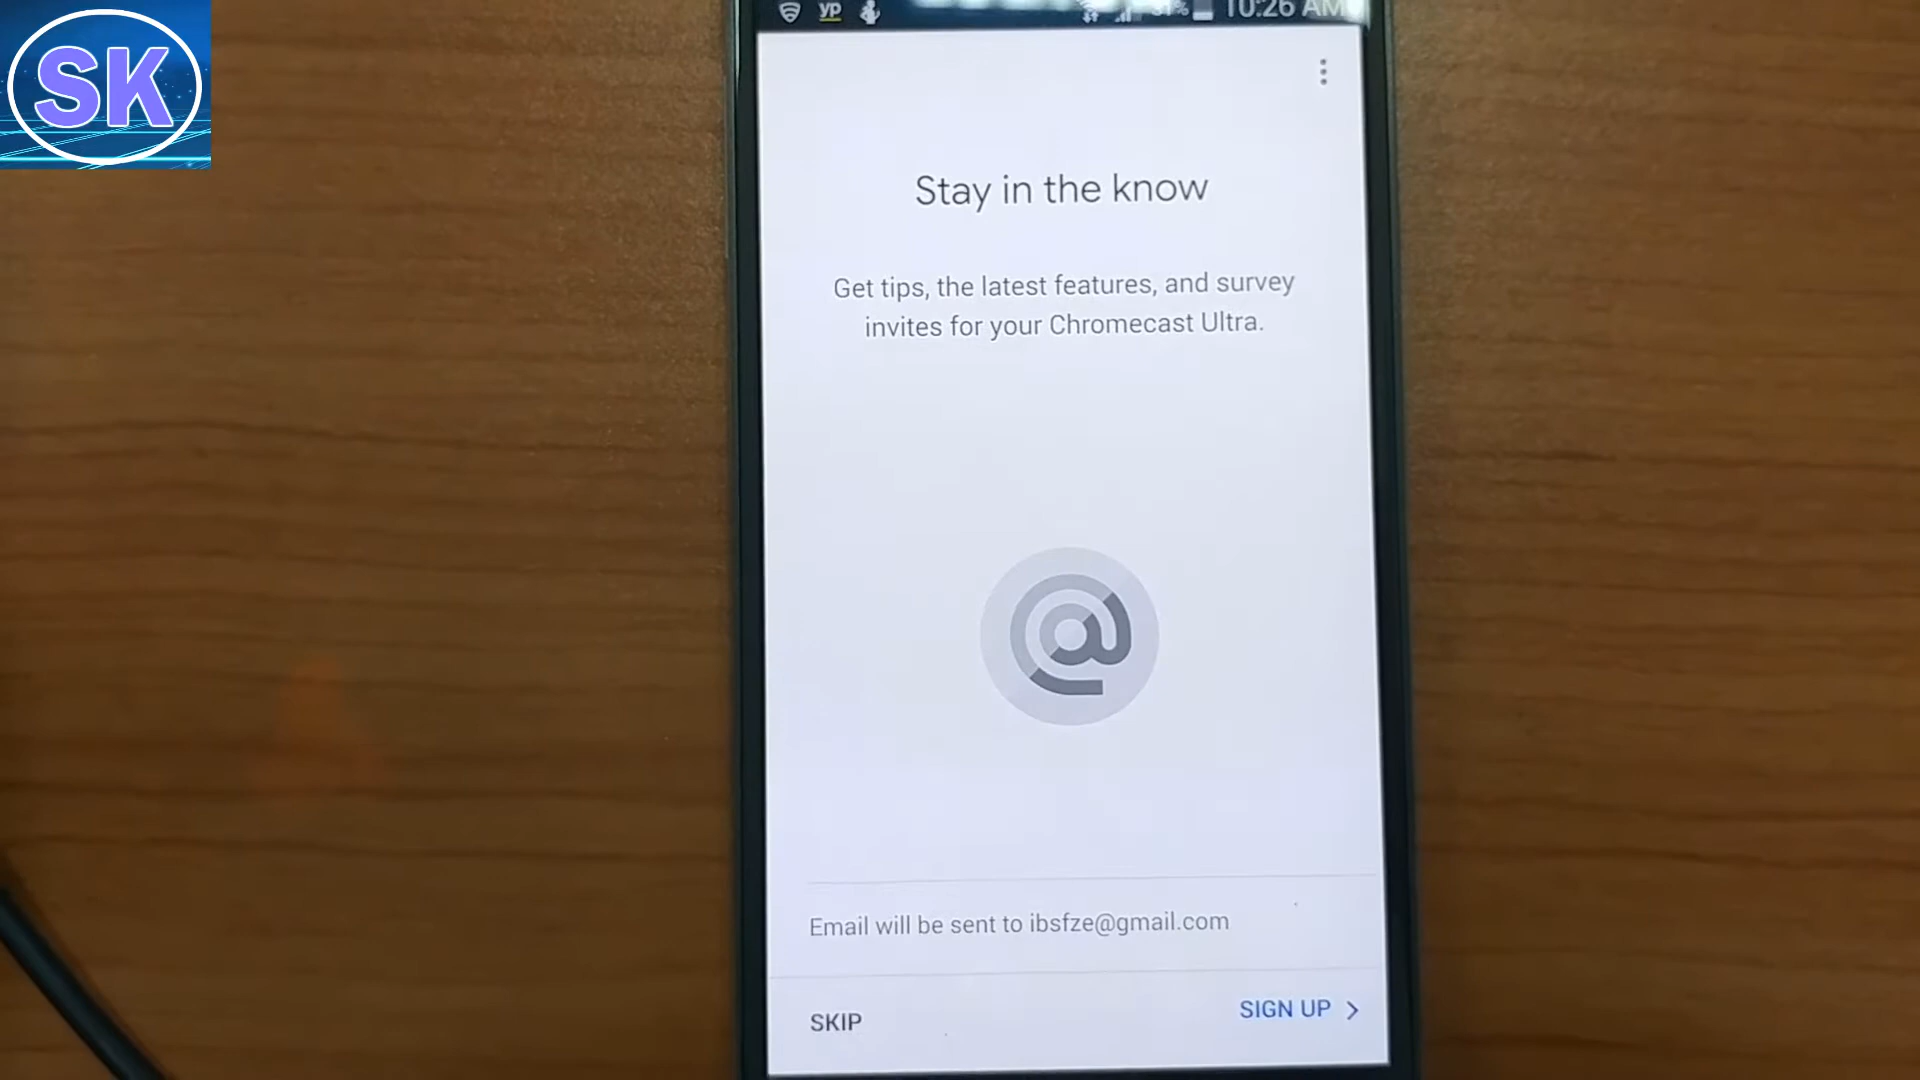 SK
YP
10:26 AM
Stay in the know
Get tips, the latest features, and survey
invites for your Chromecast Ultra.
Email will be sent to ibsfze@gmail.com
SKIP
SIGN UP